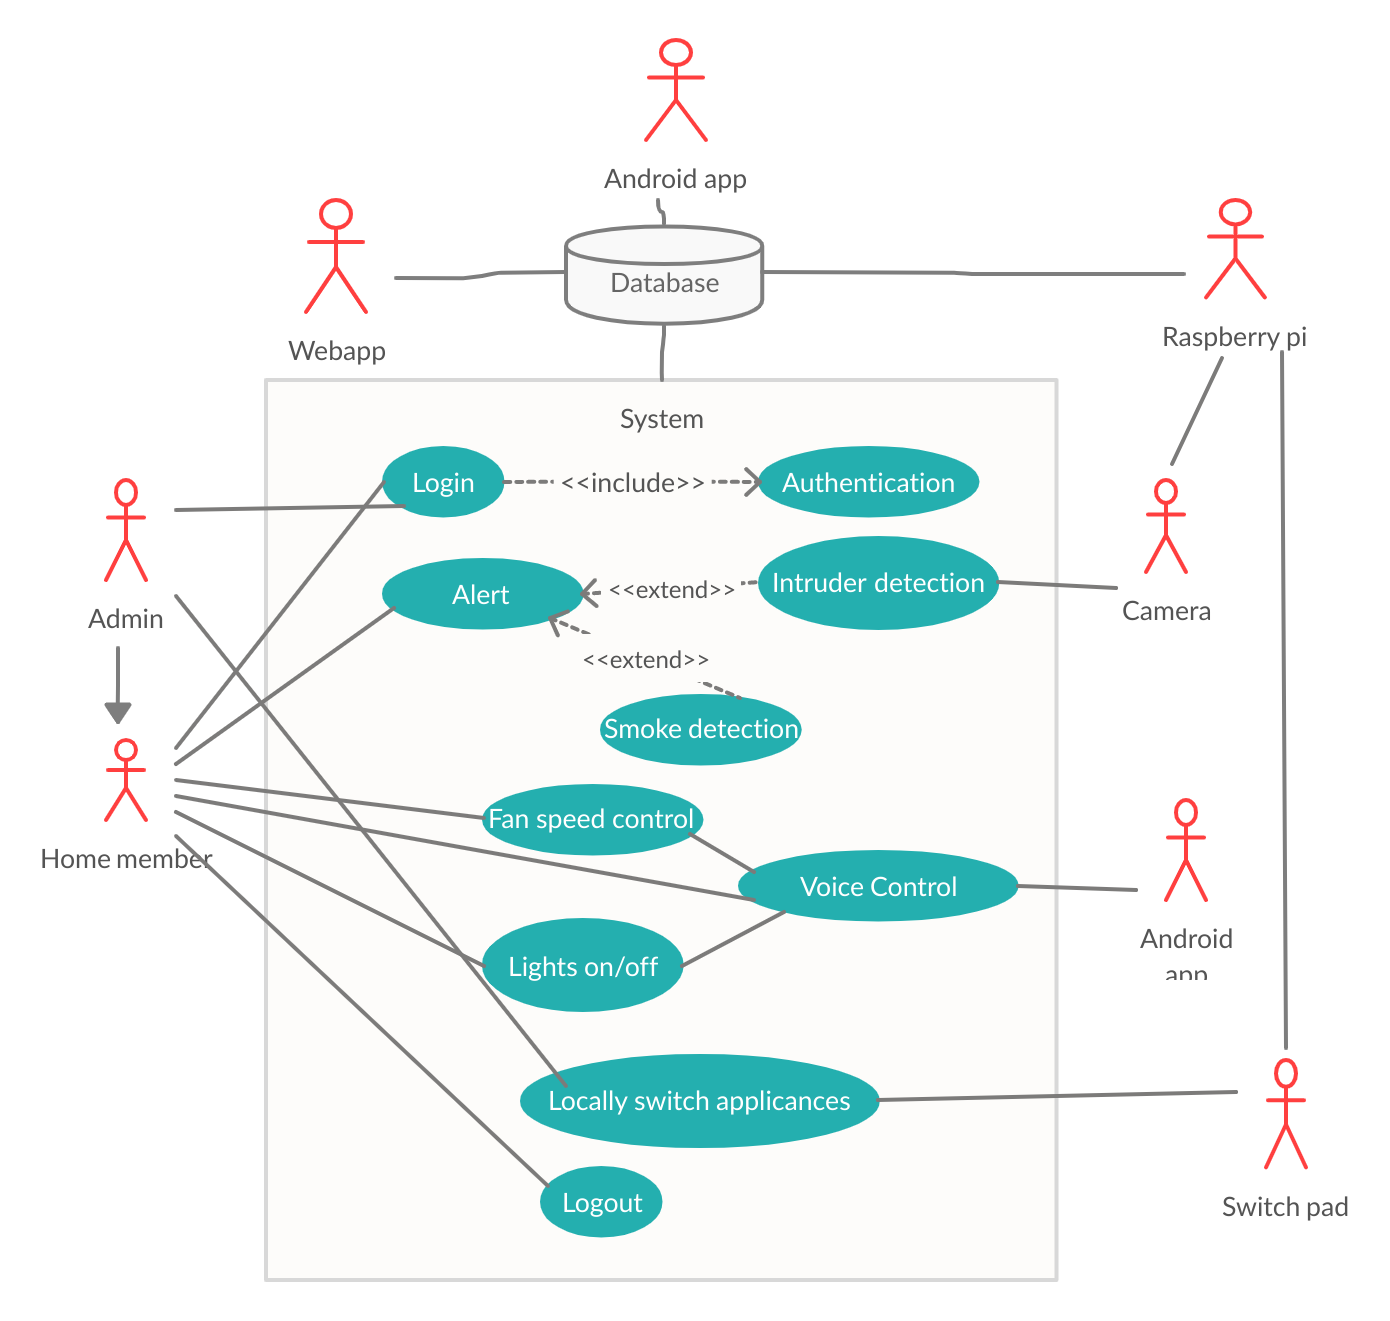 Android app
Database
Webapp
Raspberry pi
System
Login
<<include>>
Authentication
Admin
Alert
<<extend>>
Intruder detection
Camera
<<extend>>
Smoke detection
Home member
Fan speed control
Voice Control
Android
app
Lights on/off
Locally switch applicances
Logout
Switch pad